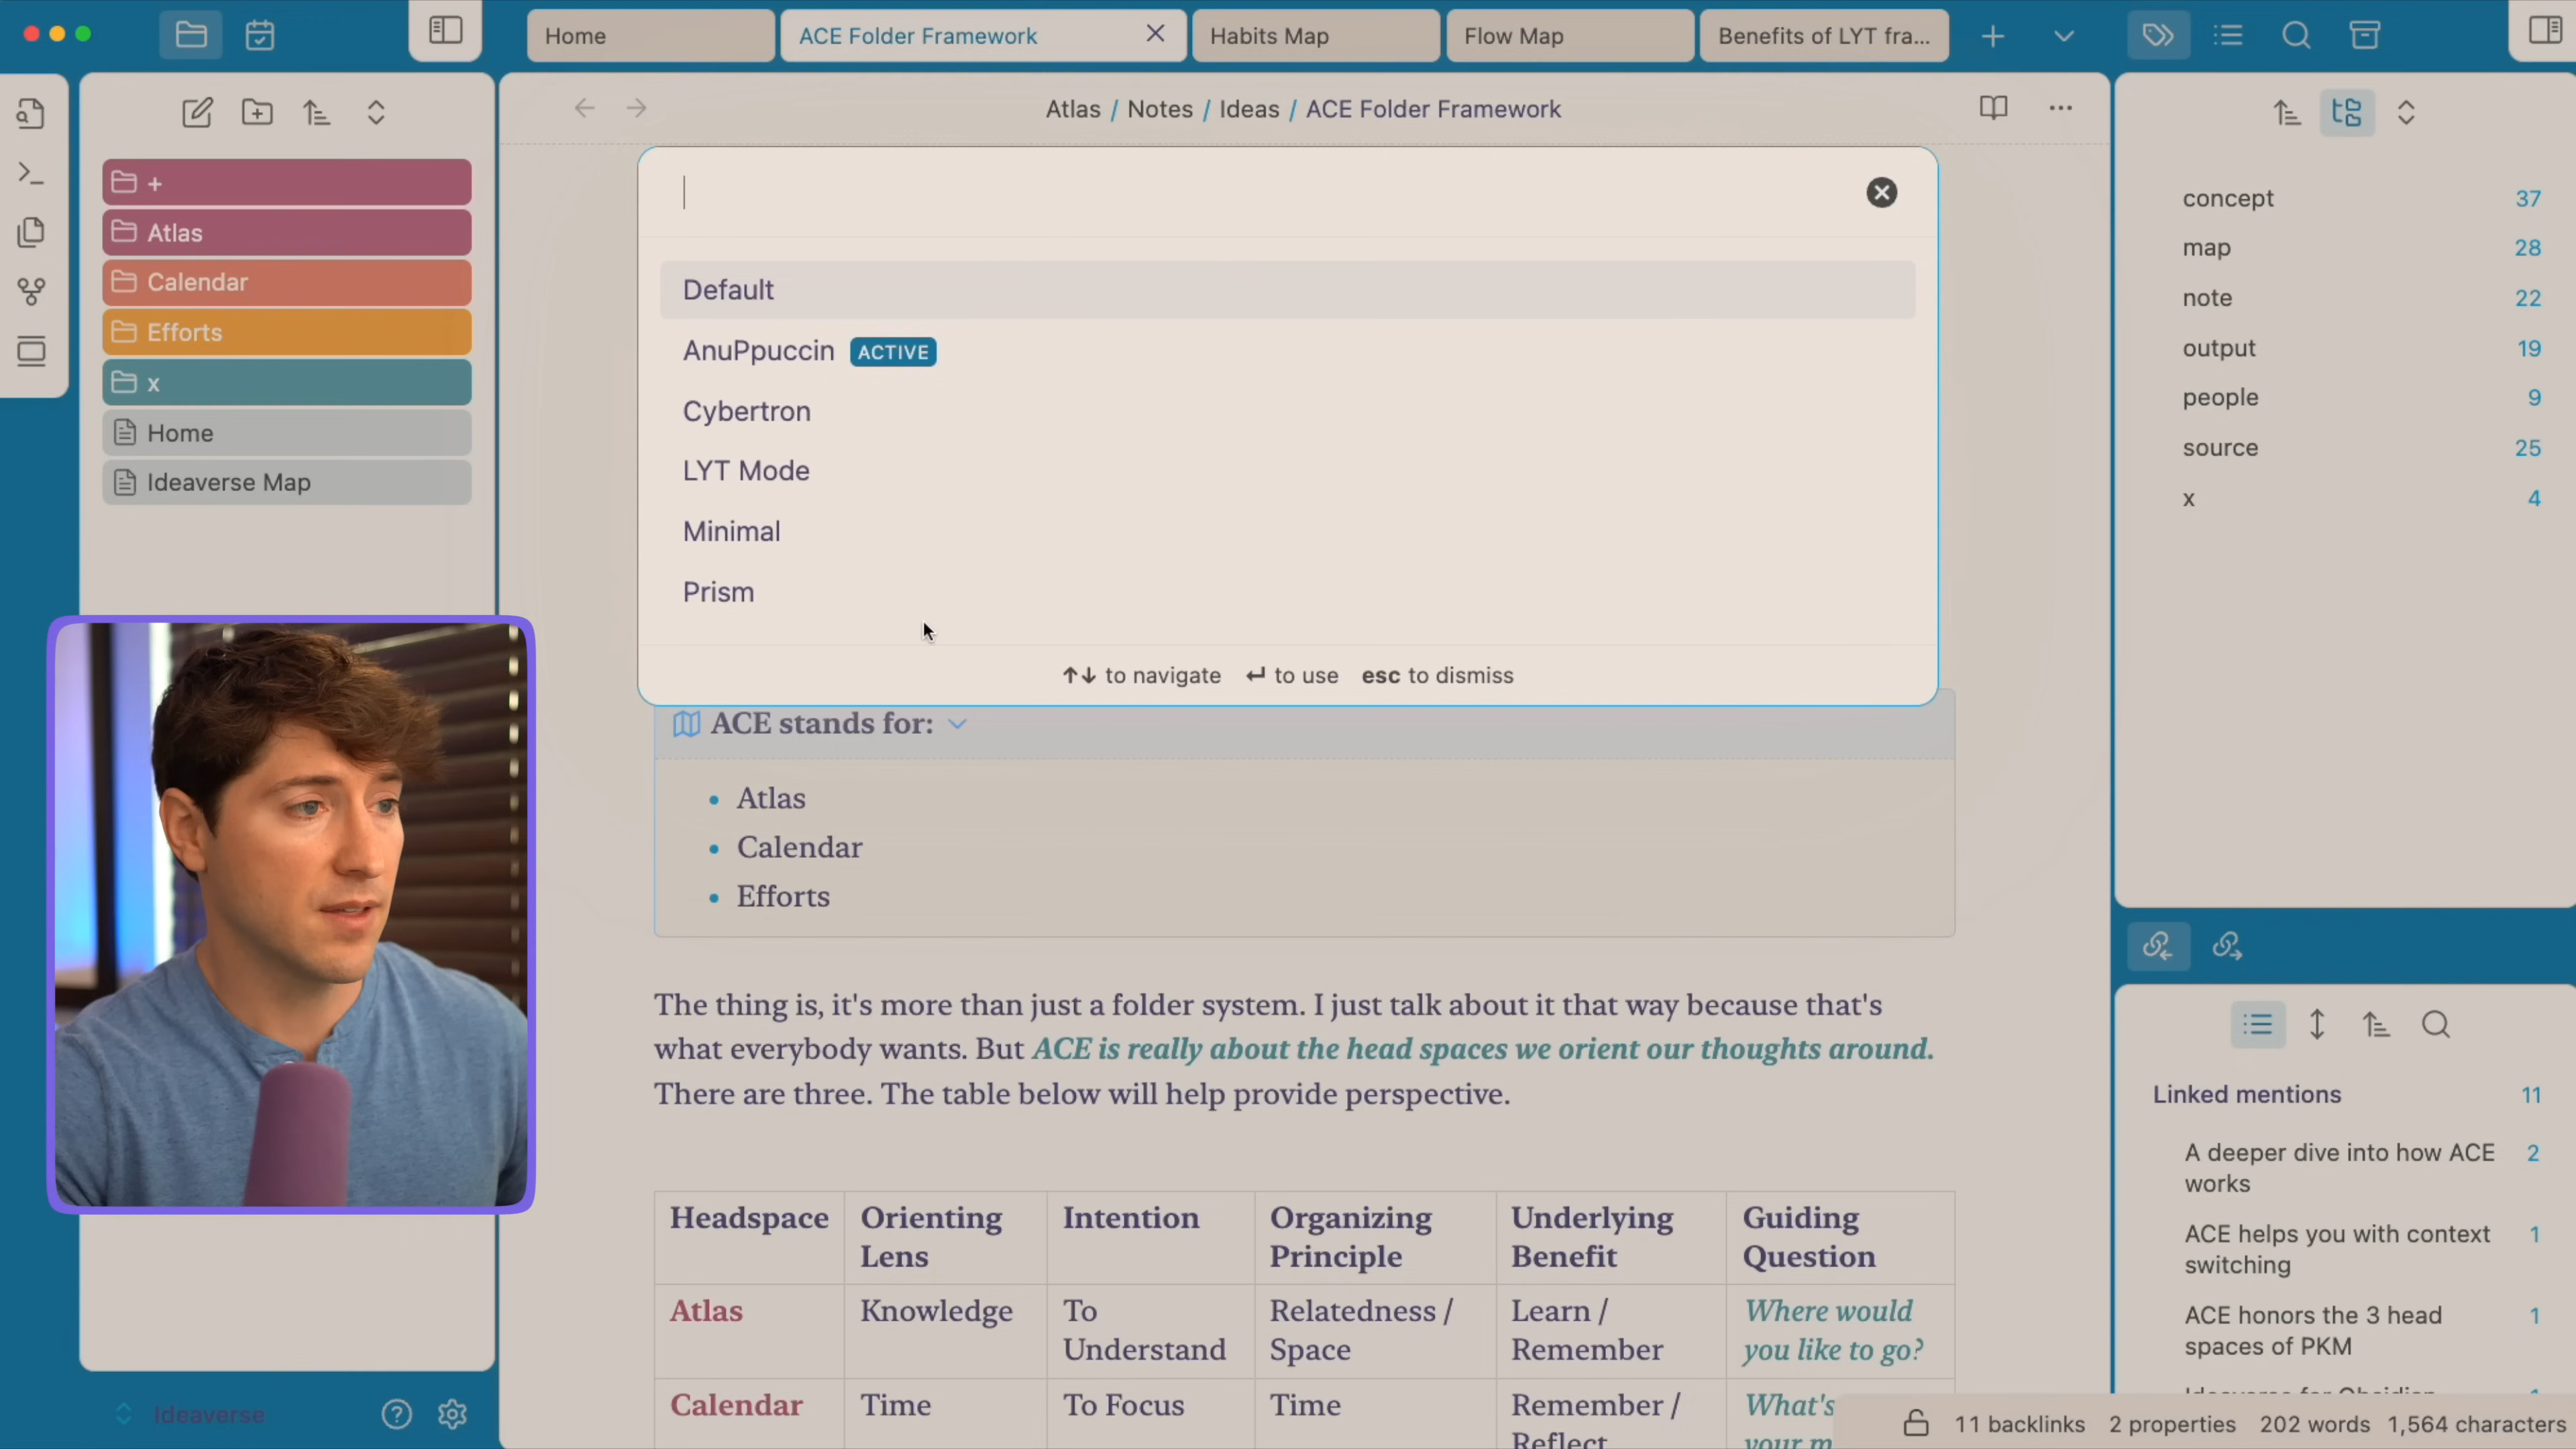 Home
ACE Folder Framework
Habits Map
Flow Map
Benefits of LYT fra...
Atlas / Notes / Ideas / ACE Folder Framework
+
Atlas
Calendar
Efforts
x
Home
Ideaverse Map
Default
AnuPpuccin ACTIVE
Cybertron
LYT Mode
Minimal
Prism
↑↓ to navigate ↵ to use esc to dismiss
ACE stands for:
• Atlas
• Calendar
• Efforts
The thing is, it's more than just a folder system. I just talk about it that way because that's
what everybody wants. But ACE is really about the head spaces we orient our thoughts around.
There are three. The table below will help provide perspective.
Headspace Orienting Lens Intention Organizing Principle Underlying Benefit Guiding Question
Atlas Knowledge To Understand Relatedness / Space Learn / Remember Where would you like to go?
Calendar Time To Focus Time Remember / Reflect What's your m
concept 37
map 28
note 22
output 19
people 9
source 25
x 4
Linked mentions 11
A deeper dive into how ACE 2
works
ACE helps you with context 1
switching
ACE honors the 3 head 1
spaces of PKM
Ideaverse for Obsidian 1
Ideaverse
11 backlinks 2 properties 202 words 1,564 characters